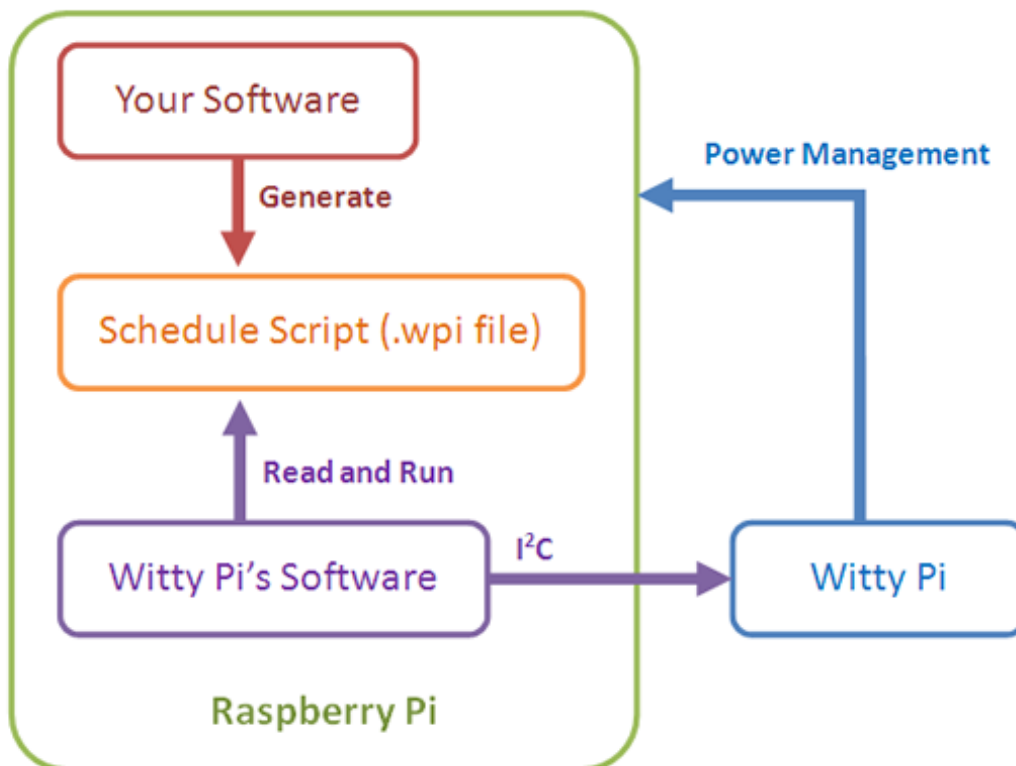 Your Software
Power Management
Generate
Schedule Script (.wpi file)
Read and Run
I²C
Witty Pi's Software
Witty Pi
Raspberry Pi